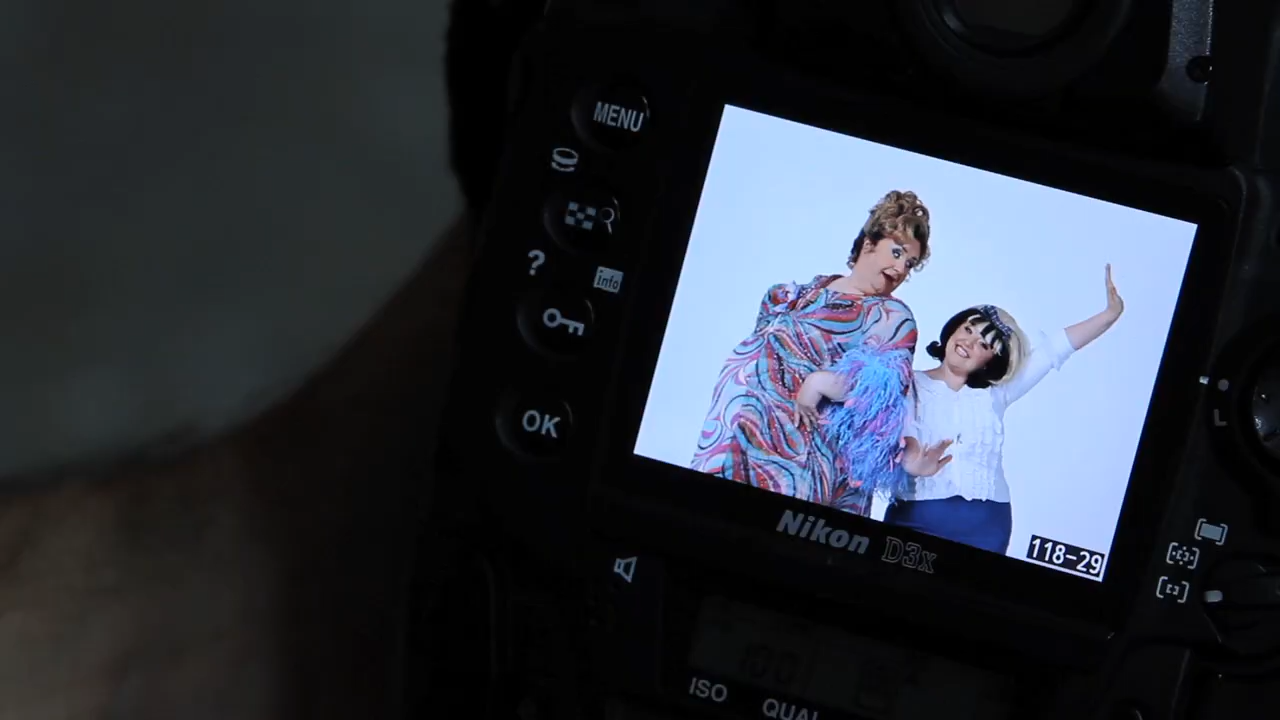 MENU
?
info
OK
L
Nikon D3x
118-29
ISO
QUAL